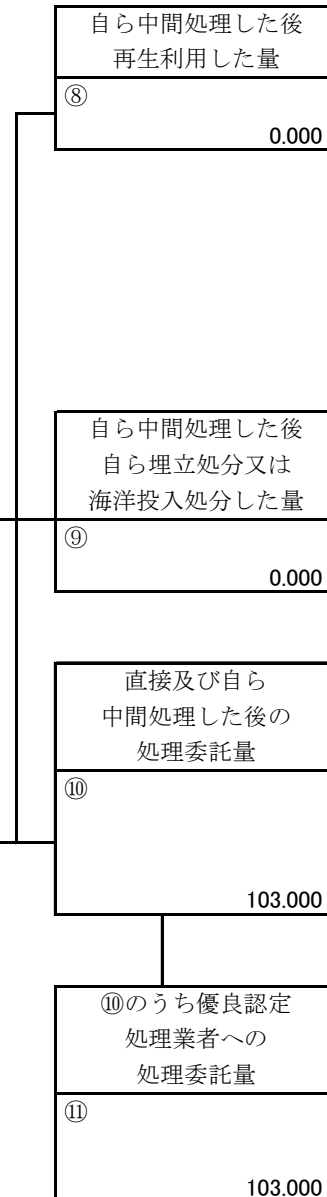 自ら中間処理した後
再生利用した量
⑧
0.000
自ら中間処理した後
自ら埋立処分又は
海洋投入処分した量
⑨
0.000
直接及び自ら
中間処理した後の
処理委託量
⑩
103.000
⑩のうち優良認定
処理業者への
処理委託量
⑪
103.000